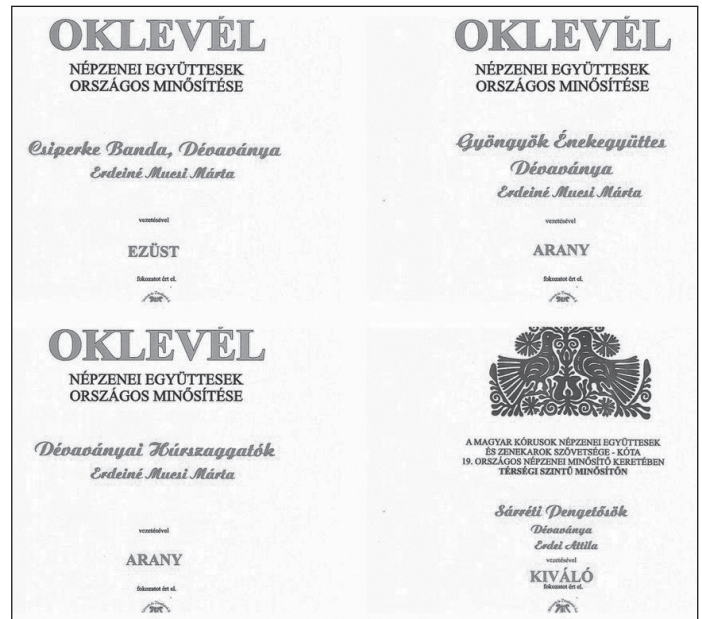 OKLEVÉL
NÉPZENEI EGYÜTTESEK
ORSZÁGOS MINŐSÍTÉSE
Csiperke Banda, Dévaványa
Erdeiné Mucsi Márta
vezetésével
EZÜST
fokozatot ért el.
OKLEVÉL
NÉPZENEI EGYÜTTESEK
ORSZÁGOS MINŐSÍTÉSE
Gyöngyök Énekegyüttes
Dévaványa
Erdeiné Mucsi Márta
vezetésével
ARANY
fokozatot ért el.
OKLEVÉL
NÉPZENEI EGYÜTTESEK
ORSZÁGOS MINŐSÍTÉSE
Dévaványai Húrszaggatók
Erdeiné Mucsi Márta
vezetésével
ARANY
fokozatot ért el.
A MAGYAR KÓRUSOK NÉPZENEI EGYÜTTESEK
ÉS ZENEKAROK SZÖVETSÉGE - KÓTA
19. ORSZÁGOS NÉPZENEI MINŐSÍTŐ KERETÉBEN
TÉRSÉGI SZINTŰ MINŐSÍTŐN
Sárréti Pengetősök
Dévaványa
Erdei Attila
vezetésével
KIVÁLÓ
fokozatot ért el.